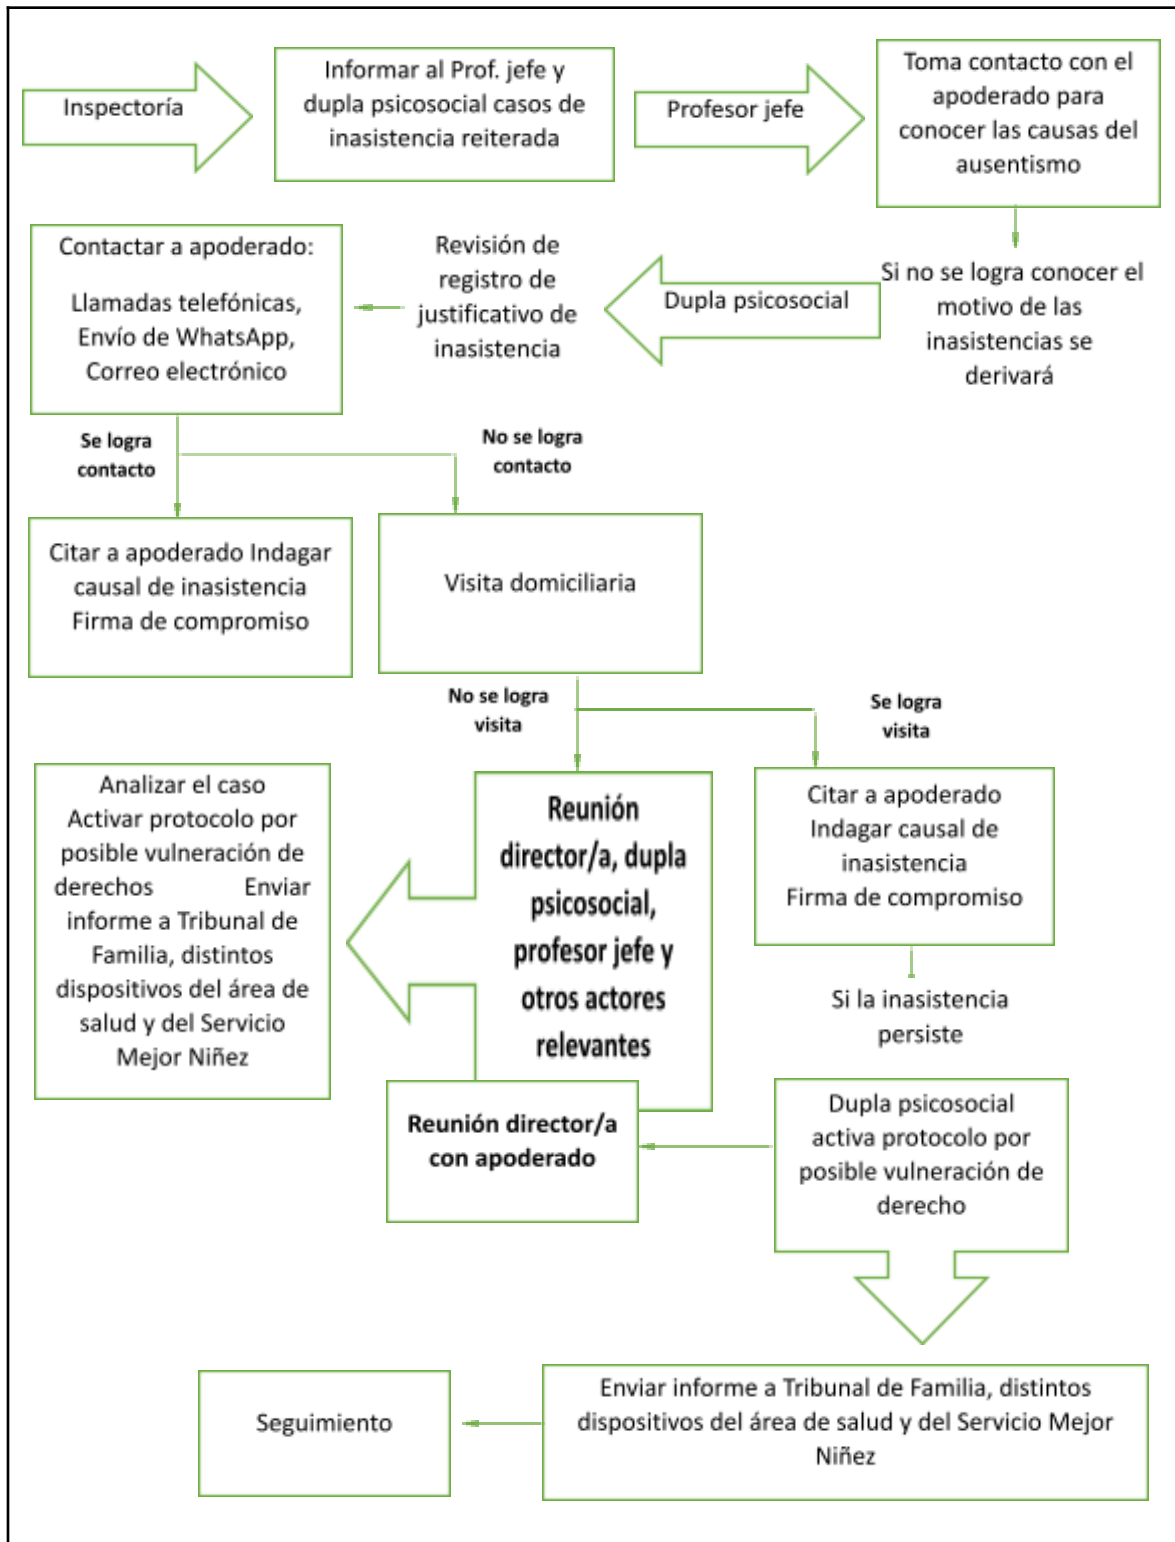 Inspectoría
Informar al Prof. jefe y
dupla psicosocial casos de
inasistencia reiterada
Profesor jefe
Toma contacto con el
apoderado para
conocer las causas del
ausentismo
Si no se logra conocer el
motivo de las
inasistencias se
derivará
Dupla psicosocial
Revisión de
registro de
justificativo de
inasistencia
Contactar a apoderado:
Llamadas telefónicas,
Envío de WhatsApp,
Correo electrónico
Se logra
contacto
No se logra
contacto
Citar a apoderado Indagar
causal de inasistencia
Firma de compromiso
Visita domiciliaria
No se logra
visita
Se logra
visita
Analizar el caso
Activar protocolo por
posible vulneración de
derechos Enviar
informe a Tribunal de
Familia, distintos
dispositivos del área de
salud y del Servicio
Mejor Niñez
Reunión
director/a, dupla
psicosocial,
profesor jefe y
otros actores
relevantes
Citar a apoderado
Indagar causal de
inasistencia
Firma de compromiso
Si la inasistencia
persiste
Reunión director/a
con apoderado
Dupla psicosocial
activa protocolo por
posible vulneración de
derecho
Enviar informe a Tribunal de Familia, distintos
dispositivos del área de salud y del Servicio Mejor
Niñez
Seguimiento